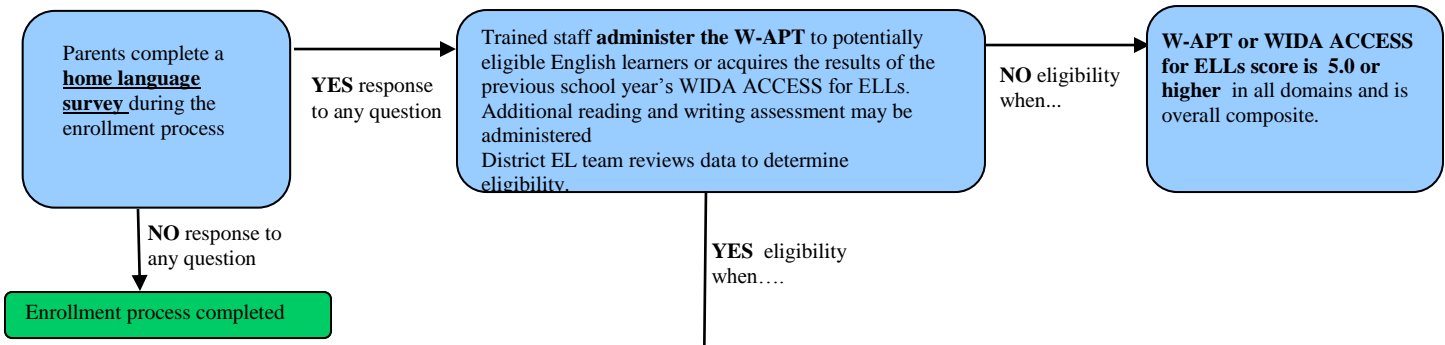 Parents complete a
home language
survey during the
enrollment process
YES response
to any question
Trained staff administer the W-APT to potentially
eligible English learners or acquires the results of the
previous school year's WIDA ACCESS for ELLs.
Additional reading and writing assessment may be
administered
District EL team reviews data to determine
eligibility.
NO eligibility
when...
W-APT or WIDA ACCESS
for ELLs score is 5.0 or
higher in all domains and is
overall composite.
NO response to
any question
YES eligibility
when….
Enrollment process completed